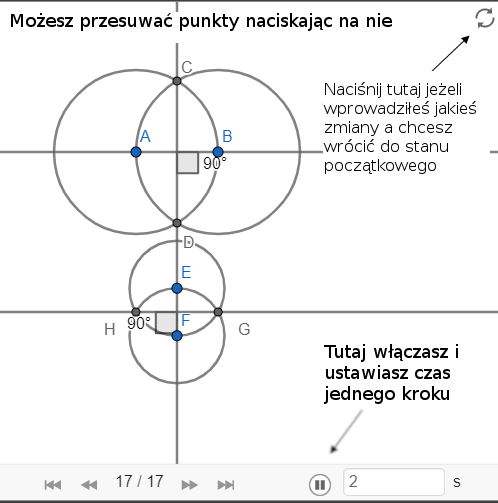 Możesz przesuwać punkty naciskając na nie
C
Naciśnij tutaj jeżeli
wprowadziłeś jakieś
zmiany a chcesz
wrócić do stanu
początkowego
A
B
90°
D
E
90°
F
H
G
Tutaj włączasz i
ustawiasz czas
jednego kroku
17 / 17
2
s